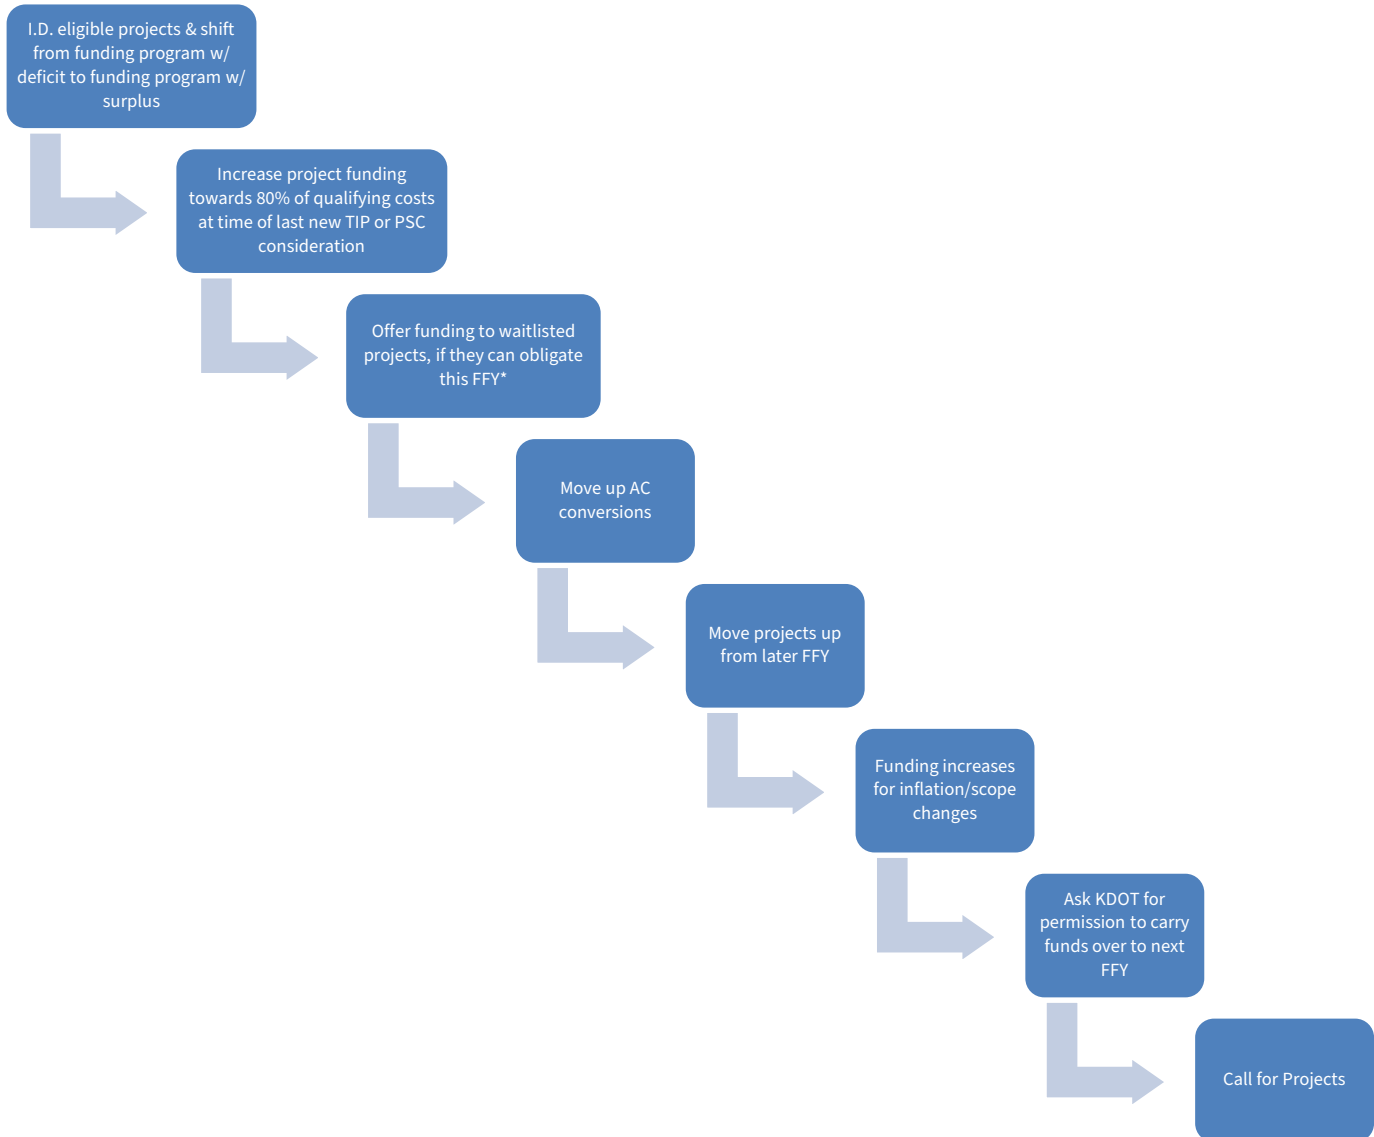 I.D. eligible projects & shift
from funding program w/
deficit to funding program w/
surplus
Increase project funding
towards 80% of qualifying costs
at time of last new TIP or PSC
consideration
Offer funding to waitlisted
projects, if they can obligate
this FFY*
Move up AC
conversions
Move projects up
from later FFY
Funding increases
for inflation/scope
changes
Ask KDOT for
permission to carry
funds over to next
FFY
Call for Projects